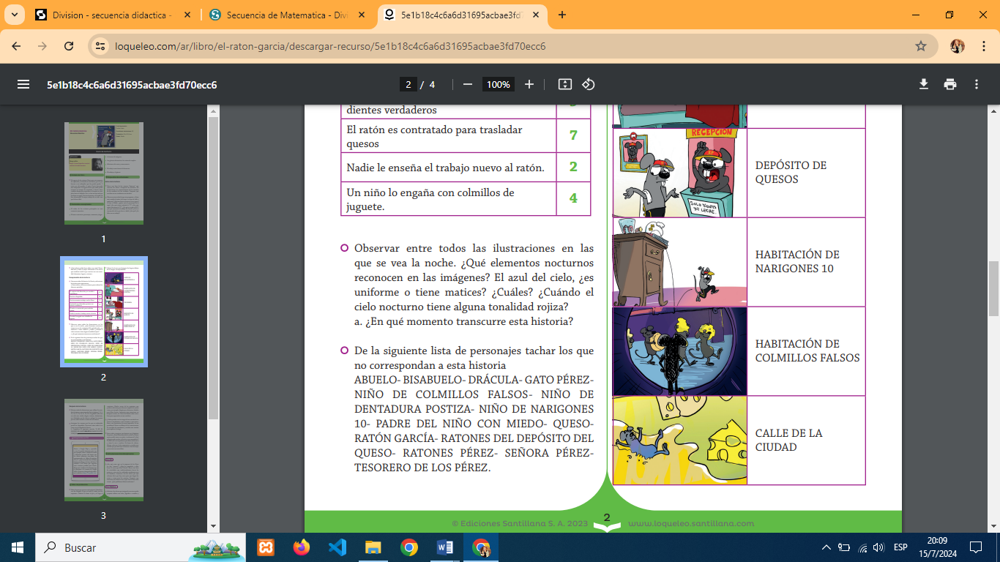 Division - secuencia didactica -
Secuencia de Matematica - Divi
5e1b18c4c6a6d31695acbae3fd7
loqueleo.com/ar/libro/el-raton-garcia/descargar-recurso/5e1b18c4c6a6d31695acbae3fd70ecc6
5e1b18c4c6a6d31695acbae3fd70ecc6
2 / 4
100%
1
2
3
dientes verdaderos
El ratón es contratado para trasladar
quesos
7
Nadie le enseña el trabajo nuevo al ratón.
2
Un niño lo engaña con colmillos de
juguete.
4
Observar entre todos las ilustraciones en las
que se vea la noche. ¿Qué elementos nocturnos
reconocen en las imágenes? El azul del cielo, ¿es
uniforme o tiene matices? ¿Cuáles? ¿Cuándo el
cielo nocturno tiene alguna tonalidad rojiza?
a. ¿En qué momento transcurre esta historia?
De la siguiente lista de personajes tachar los que
no correspondan a esta historia
ABUELO- BISABUELO- DRÁCULA- GATO PÉREZ-
NIÑO DE COLMILLOS FALSOS- NIÑO DE
DENTADURA POSTIZA- NIÑO DE NARIGONES
10- PADRE DEL NIÑO CON MIEDO- QUESO-
RATÓN GARCÍA- RATONES DEL DEPÓSITO DEL
QUESO- RATONES PÉREZ- SEÑORA PÉREZ-
TESORERO DE LOS PÉREZ.
RECEPCIÓN
SOLO DIENTES
DE LECHE.
DEPÓSITO DE
QUESOS
HABITACIÓN DE
NARIGONES 10
HABITACIÓN DE
COLMILLOS FALSOS
CALLE DE LA
CIUDAD
© Ediciones Santillana S. A. 2023
2
www.loqueleo.santillana.com
Buscar
ESP
20:09
15/7/2024